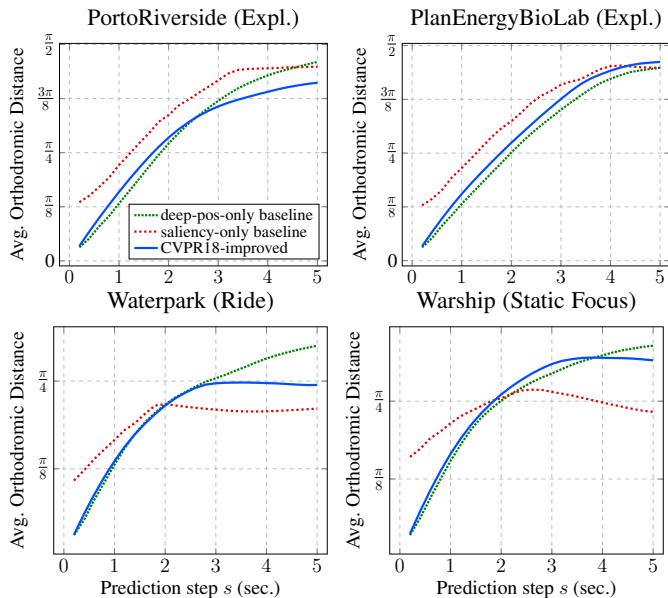 PortoRiverside (Expl.)
PlanEnergyBioLab (Expl.)
Avg. Orthodromic Distance
π/2
3π/8
π/4
π/8
0
deep-pos-only baseline
saliency-only baseline
CVPR18-improved
0 1 2 3 4 5
Avg. Orthodromic Distance
π/2
3π/8
π/4
π/8
0
0 1 2 3 4 5
Waterpark (Ride)
Warship (Static Focus)
Avg. Orthodromic Distance
π/4
π/8
0 1 2 3 4 5
Prediction step s (sec.)
Avg. Orthodromic Distance
π/4
π/8
0 1 2 3 4 5
Prediction step s (sec.)